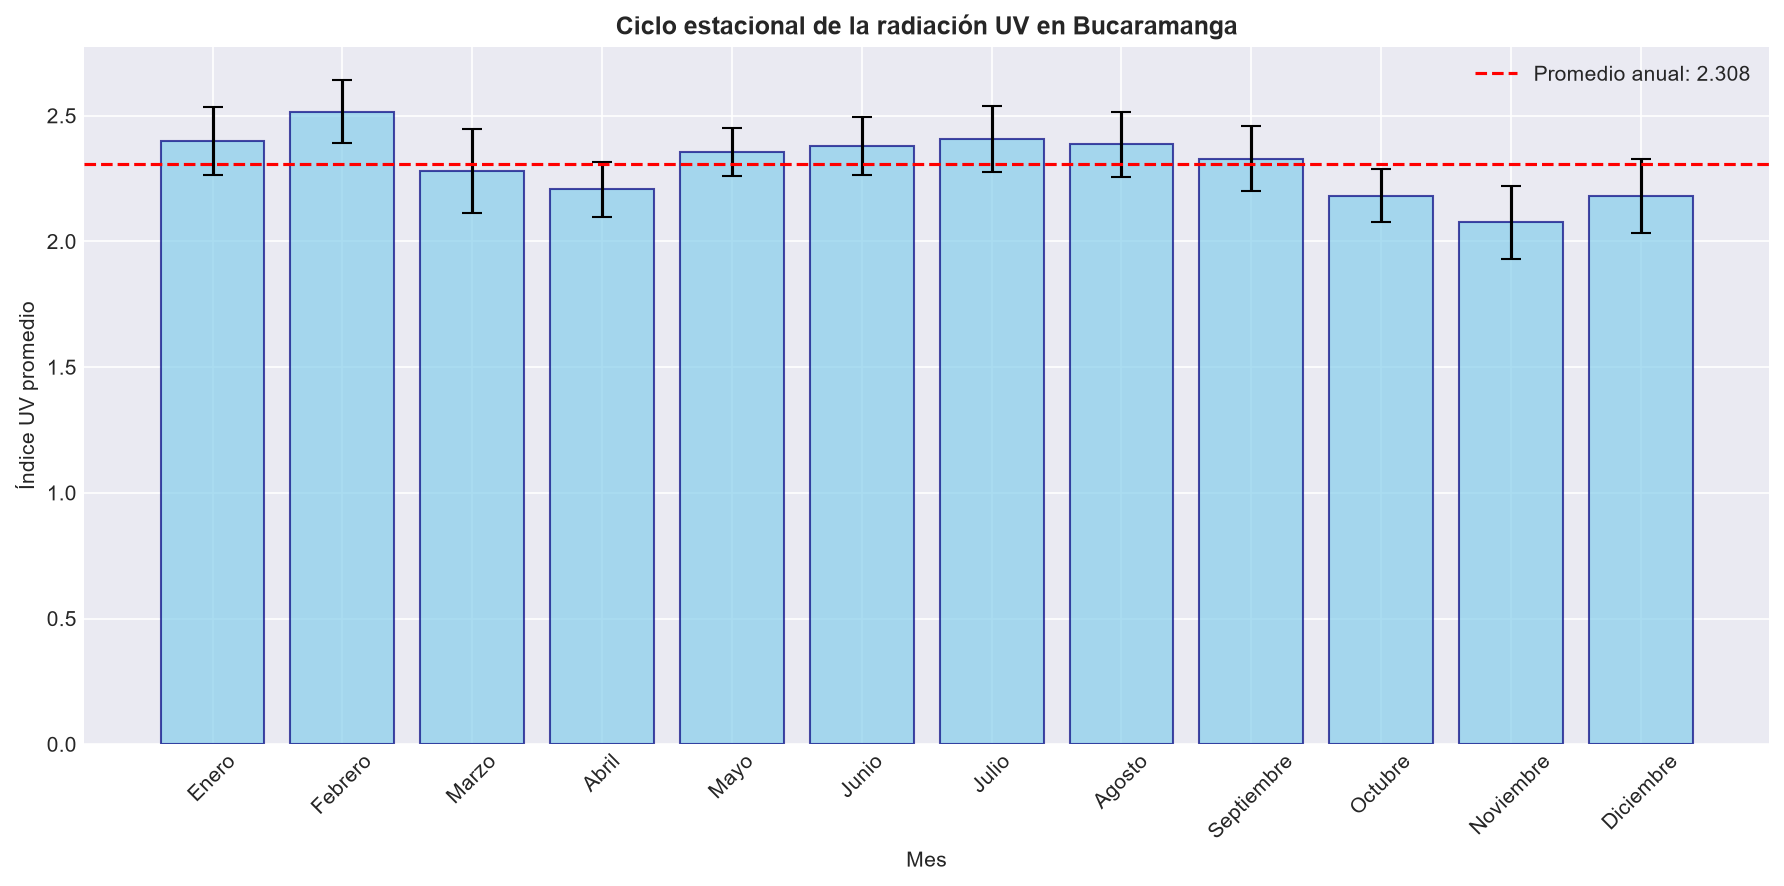 Ciclo estacional de la radiación UV en Bucaramanga
Promedio anual: 2.308
Índice UV promedio
2.5
2.0
1.5
1.0
0.5
0.0
Enero
Febrero
Marzo
Abril
Mayo
Junio
Julio
Agosto
Septiembre
Octubre
Noviembre
Diciembre
Mes